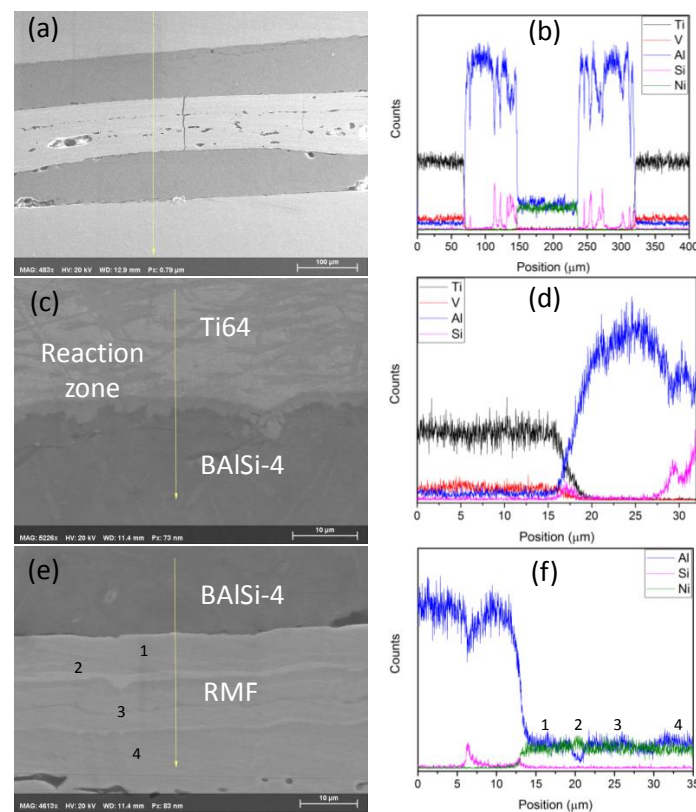 (a)
MAG: 493x HV: 20 kV WD: 12.9 mm Px: 0.79 µm
100 µm
(b)
Ti
V
Al
Si
Ni
Counts
0 50 100 150 200 250 300 350 400
Position (µm)
(c)
Ti64
Reaction
zone
BAlSi-4
MAG: 5226x HV: 20 kV WD: 11.4 mm Px: 73 nm
10 µm
(d)
Ti
V
Al
Si
Counts
0 5 10 15 20 25 30
Position (µm)
(e)
BAlSi-4
1
2
RMF
3
4
MAG: 4613x HV: 20 kV WD: 11.4 mm Px: 83 nm
10 µm
(f)
Al
Si
Ni
Counts
1 2 3 4
0 5 10 15 20 25 30 35
Position (µm)